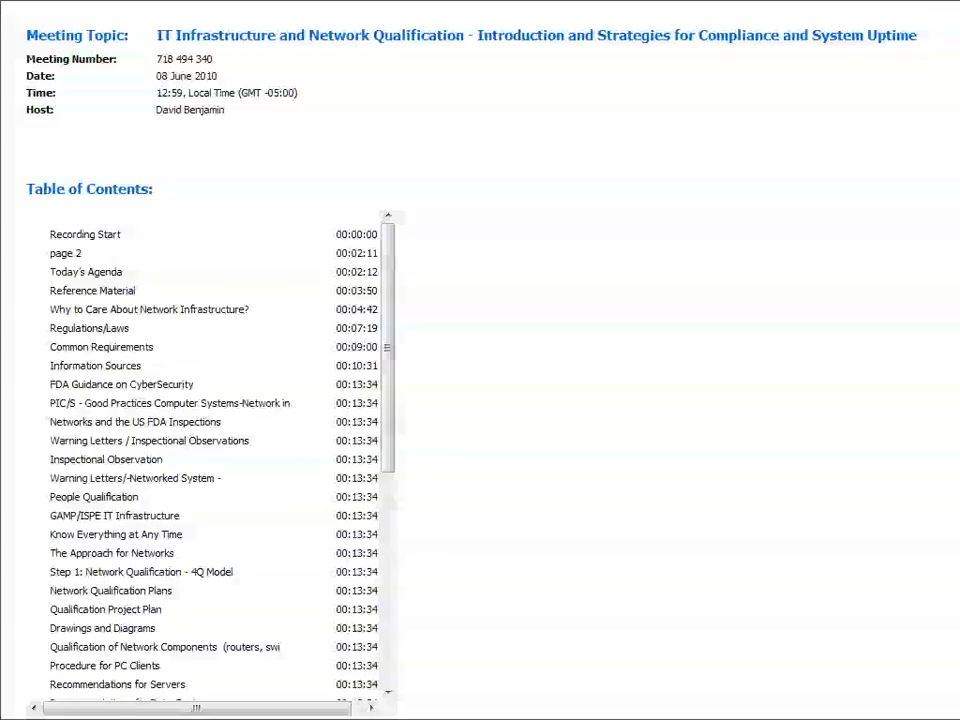 Meeting Topic: IT Infrastructure and Network Qualification - Introduction and Strategies for Compliance and System Uptime
Meeting Number: 718 494 340
Date: 08 June 2010
Time: 12:59, Local Time (GMT -05:00)
Host: David Benjamin
Table of Contents:
Recording Start 00:00:00
page 2 00:02:11
Today's Agenda 00:02:12
Reference Material 00:03:50
Why to Care About Network Infrastructure? 00:04:42
Regulations/Laws 00:07:19
Common Requirements 00:09:00
Information Sources 00:10:31
FDA Guidance on CyberSecurity 00:13:34
PIC/S - Good Practices Computer Systems-Network in 00:13:34
Networks and the US FDA Inspections 00:13:34
Warning Letters / Inspectional Observations 00:13:34
Inspectional Observation 00:13:34
Warning Letters/-Networked System - 00:13:34
People Qualification 00:13:34
GAMP/ISPE IT Infrastructure 00:13:34
Know Everything at Any Time 00:13:34
The Approach for Networks 00:13:34
Step 1: Network Qualification - 4Q Model 00:13:34
Network Qualification Plans 00:13:34
Qualification Project Plan 00:13:34
Drawings and Diagrams 00:13:34
Qualification of Network Components (routers, swi 00:13:34
Procedure for PC Clients 00:13:34
Recommendations for Servers 00:13:34